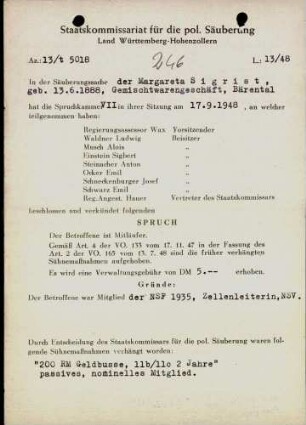 Staatskommissariat für die pol. Säuberung
Land Württemberg-Hohenzollern
Az.: 13/t 5018
L.: 13/48
246
In der Säuberungssache der Margareta Sigrist,
geb. 13.6.1888, Gemischtwarengeschäft, Bärental
hat die Spruchkammer VII in ihrer Sitzung am 17.9.1948, an welcher
teilgenommen haben:
Regierungsassessor Wax Vorsitzender
Waldner Ludwig Beisitzer
Musch Alois "
Einstein Sigbert "
Steinacher Anton "
Osker Emil "
Schneckenburger Josef "
Schwarz Emil "
Reg.Angest. Hauer Vertreter des Staatskommissars
beschlossen und verkündet folgenden
SPRUCH
Der Betroffene ist Mitläufer.
Gemäß Art. 4 der VO. 133 vom 17. 11. 47 in der Fassung des
Art. 2 der VO. 165 vom 13. 7. 48 sind die früher verhängten
Sühnemaßnahmen aufgehoben.
Es wird eine Verwaltungsgebühr von DM 5.-- erhoben.
Gründe:
Der Betroffene war Mitglied der NSF 1935, Zellenleiterin, NSV.
Durch Entscheidung des Staatskommissars für die pol. Säuberung waren fol-
gende Sühnemaßnahmen verhängt worden:
"200 RM Geldbusse, 11b/11c 2 Jahre"
passives, nominelles Mitglied.